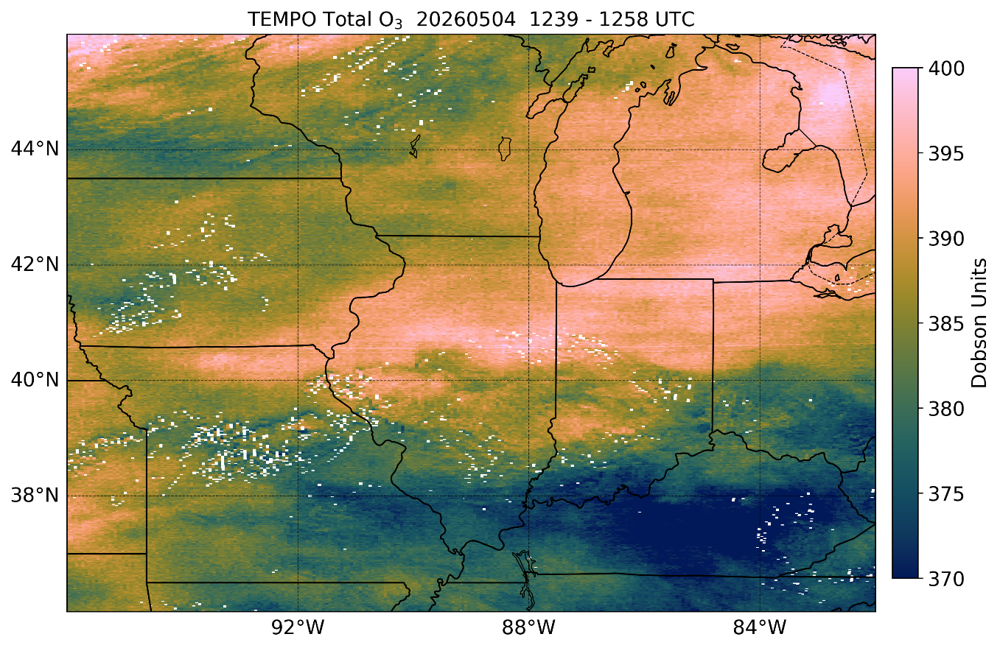 TEMPO Total O₃ 20260504 1239 - 1258 UTC
44°N
42°N
40°N
38°N
92°W
88°W
84°W
400
395
390
385
380
375
370
Dobson Units